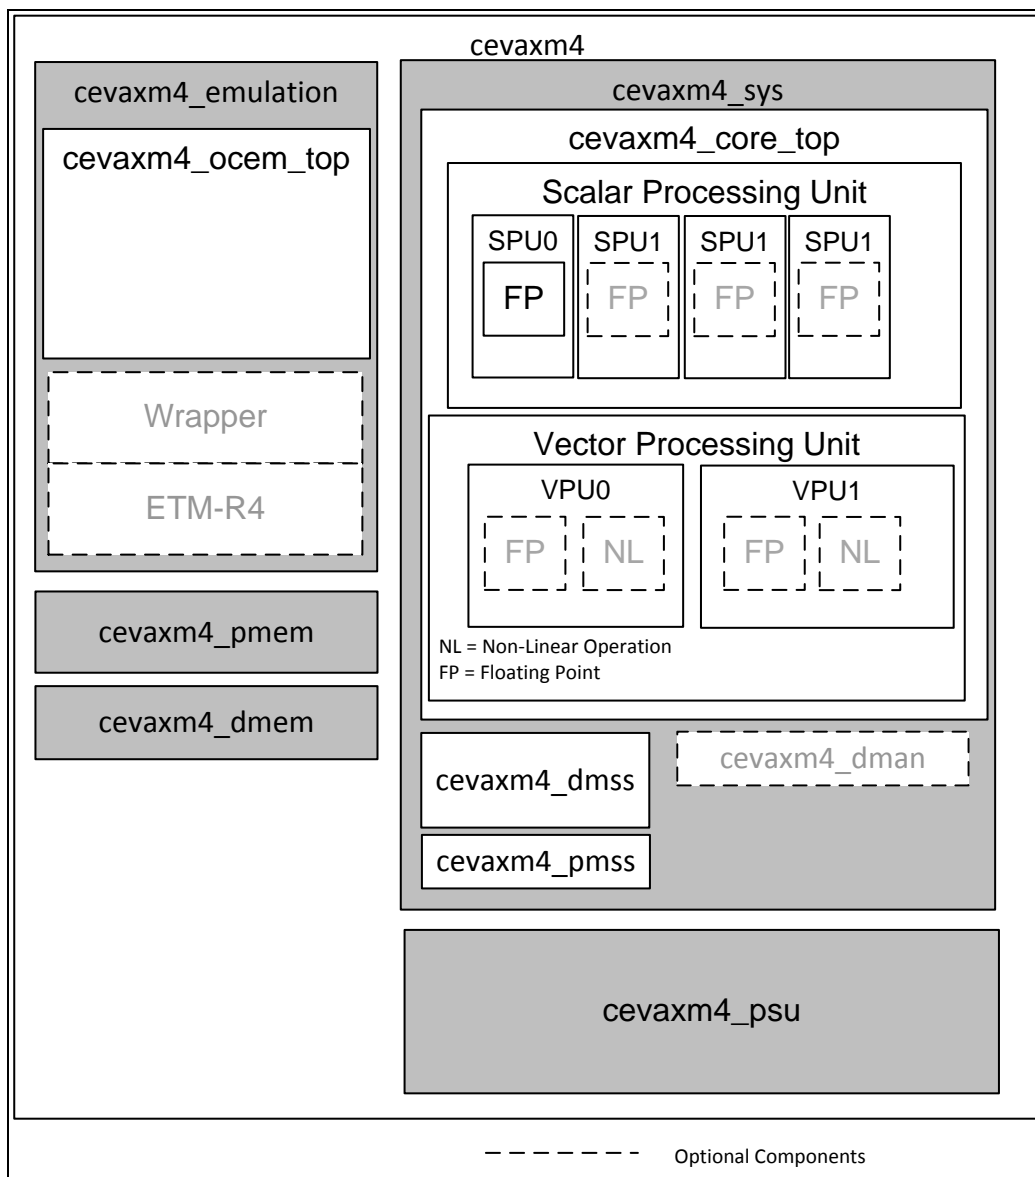 cevaxm4
cevaxm4_emulation
cevaxm4_ocem_top
Wrapper
ETM-R4
cevaxm4_pmem
cevaxm4_dmem
cevaxm4_sys
cevaxm4_core_top
Scalar Processing Unit
SPU0 SPU1 SPU1 SPU1
FP FP FP FP
Vector Processing Unit
VPU0 VPU1
FP NL FP NL
NL = Non-Linear Operation
FP = Floating Point
cevaxm4_dmss
cevaxm4_dman
cevaxm4_pmss
cevaxm4_psu
Optional Components